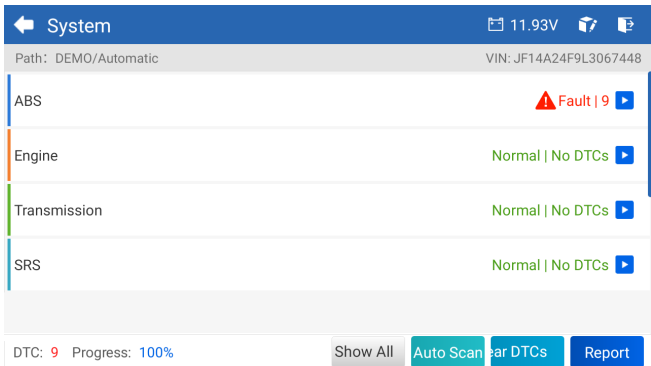 System 11.93V
Path: DEMO/Automatic VIN: JF14A24F9L3067448
ABS Fault | 9
Engine Normal | No DTCs
Transmission Normal | No DTCs
SRS Normal | No DTCs
DTC: 9 Progress: 100% Show All Auto Scan ear DTCs Report